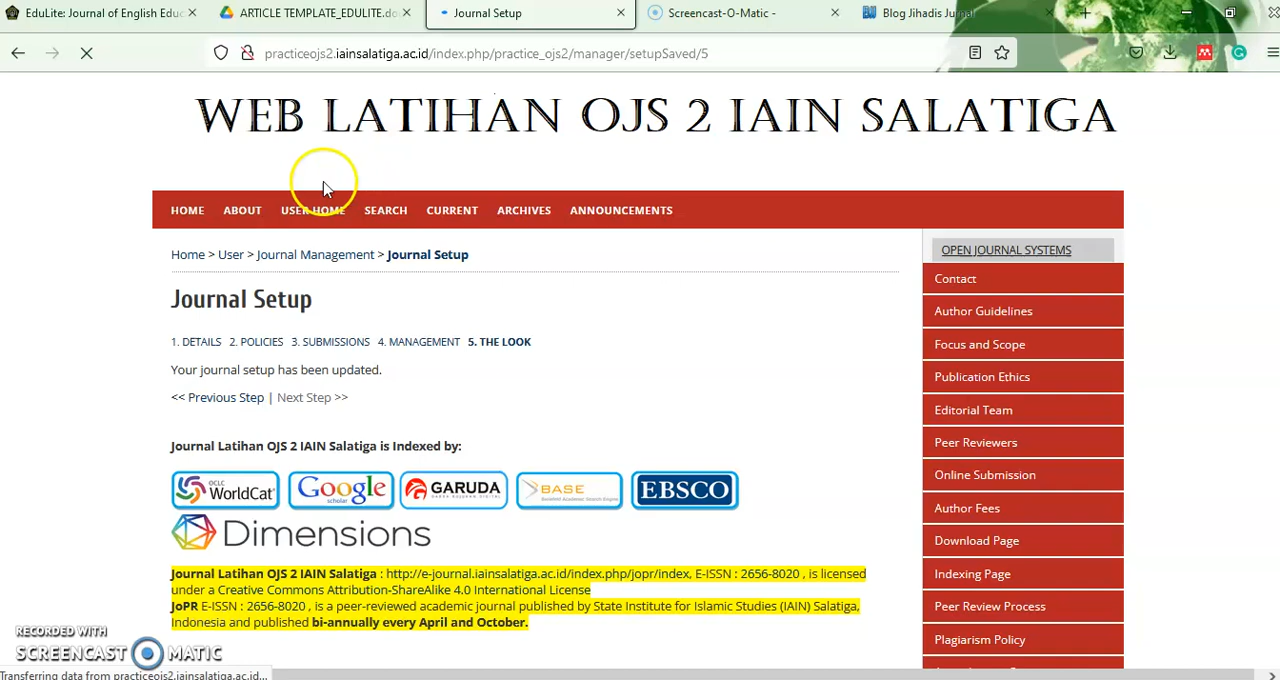 EduLite: Journal of English Educ
ARTICLE TEMPLATE_EDULITE.do
Journal Setup
Screencast-O-Matic -
Blog Jihadis Jurnal
practiceojs2.iainsalatiga.ac.id/index.php/practice_ojs2/manager/setupSaved/5
WEB LATIHAN OJS 2 IAIN SALATIGA
HOME ABOUT USER HOME SEARCH CURRENT ARCHIVES ANNOUNCEMENTS
Home > User > Journal Management > Journal Setup
Journal Setup
1. DETAILS 2. POLICIES 3. SUBMISSIONS 4. MANAGEMENT 5. THE LOOK
Your journal setup has been updated.
<< Previous Step | Next Step >>
Journal Latihan OJS 2 IAIN Salatiga is Indexed by:
OCLC WorldCat Google scholar GARUDA BASE EBSCO
Dimensions
Journal Latihan OJS 2 IAIN Salatiga : http://e-journal.iainsalatiga.ac.id/index.php/jopr/index, E-ISSN : 2656-8020 , is licensed
under a Creative Commons Attribution-ShareAlike 4.0 International License
JoPR E-ISSN : 2656-8020 , is a peer-reviewed academic journal published by State Institute for Islamic Studies (IAIN) Salatiga,
Indonesia and published bi-annually every April and October.
OPEN JOURNAL SYSTEMS
Contact
Author Guidelines
Focus and Scope
Publication Ethics
Editorial Team
Peer Reviewers
Online Submission
Author Fees
Download Page
Indexing Page
Peer Review Process
Plagiarism Policy
RECORDED WITH
SCREENCAST MATIC
Transferring data from practiceojs2.iainsalatiga.ac.id...